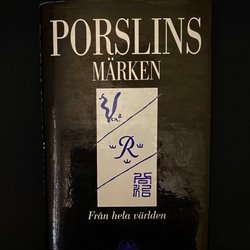 PORSLINS
MÄRKEN
R
Från hela världen